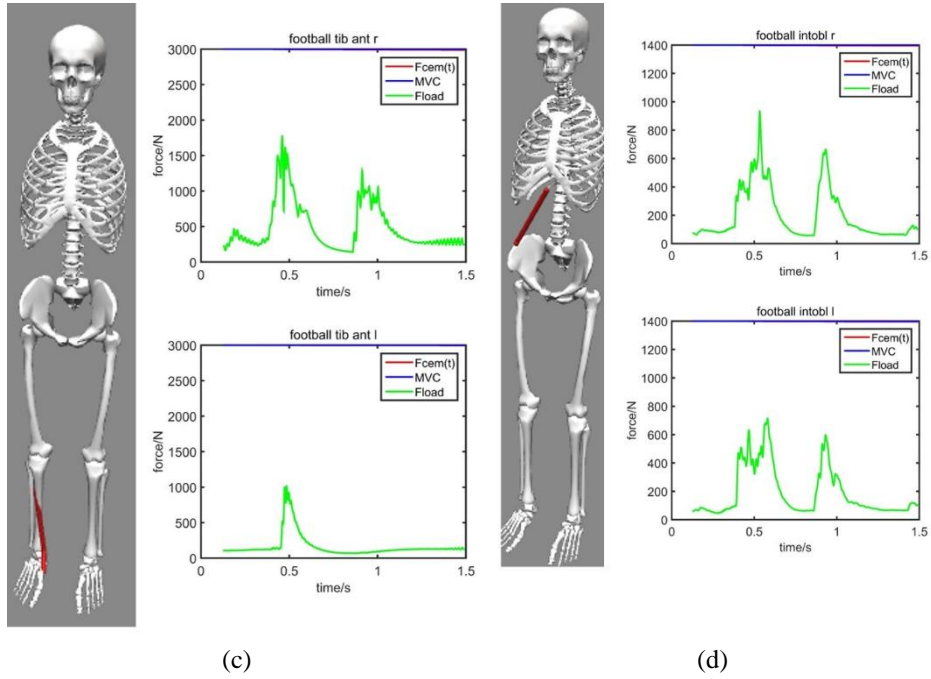 football tib ant r
3000
2500
2000
1500
1000
500
0
force/N
Fcem(t)
MVC
Fload
0 0.5 1 1.5
time/s
football tib ant l
3000
2500
2000
1500
1000
500
0
force/N
Fcem(t)
MVC
Fload
0 0.5 1 1.5
time/s
(c)
football intobl r
1400
1200
1000
800
600
400
200
0
force/N
Fcem(t)
MVC
Fload
0 0.5 1 1.5
time/s
football intobl l
1400
1200
1000
800
600
400
200
0
force/N
Fcem(t)
MVC
Fload
0 0.5 1 1.5
time/s
(d)